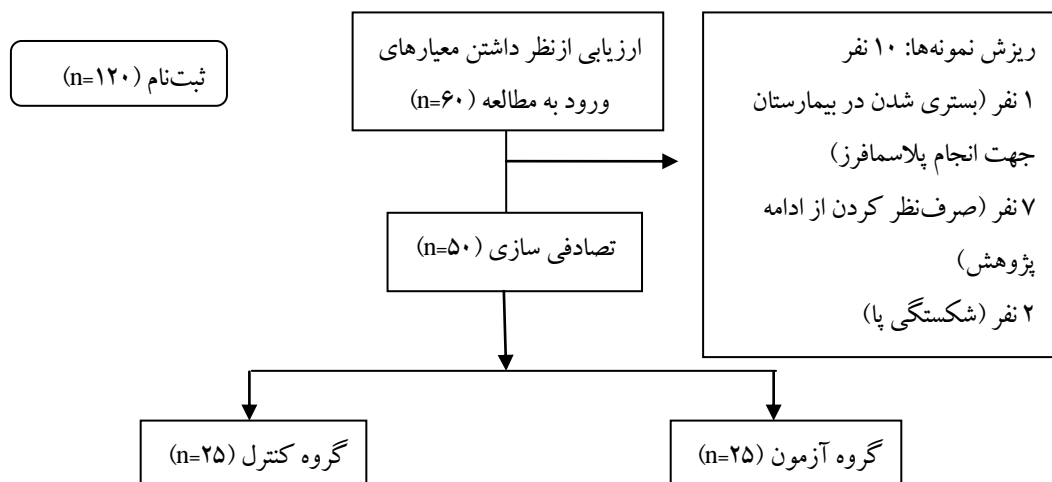 ثبت‌نام (n=۱۲۰)
ارزیابی ازنظر داشتن معیارهای
ورود به مطالعه (n=۶۰)
ریزش نمونه‌ها: ۱۰ نفر
۱ نفر (بستری شدن در بیمارستان
جهت انجام پلاسمافرز)
۷ نفر (صرف‌نظر کردن از ادامه
پژوهش)
۲ نفر (شکستگی پا)
تصادفی سازی (n=۵۰)
گروه آزمون (n=۲۵)
گروه کنترل (n=۲۵)